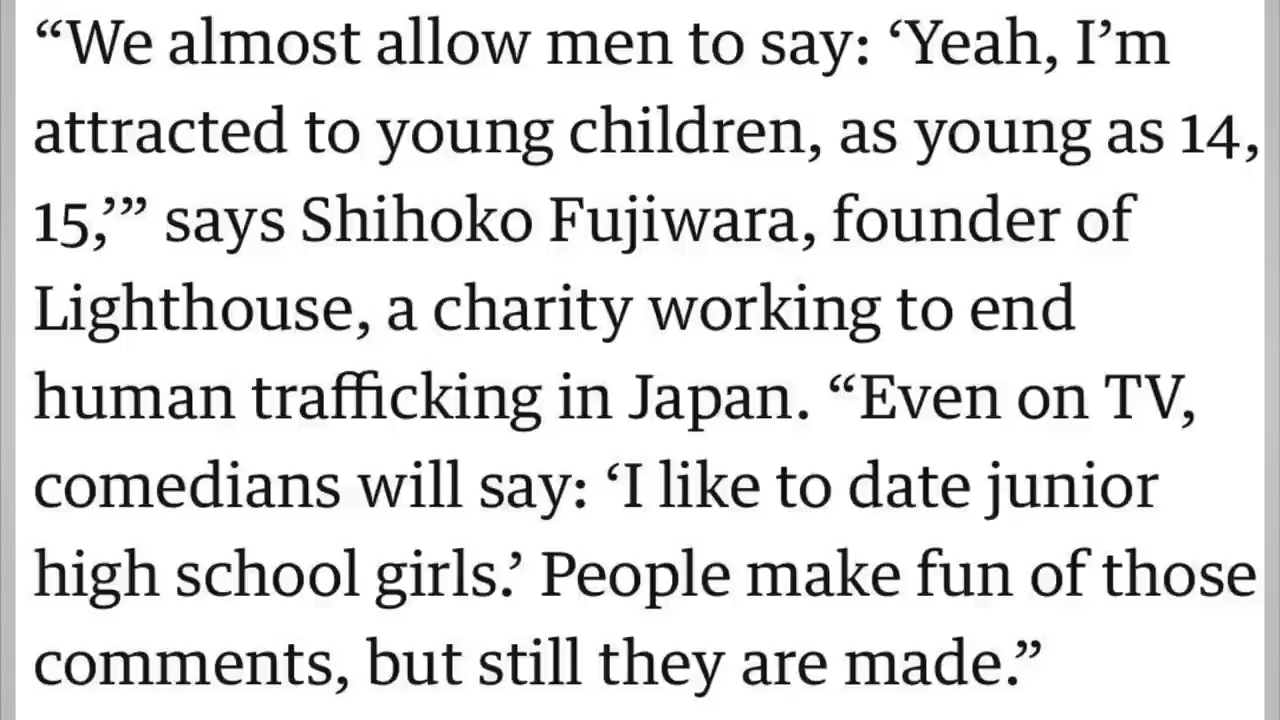 “We almost allow men to say: ‘Yeah, I’m
attracted to young children, as young as 14,
15,’” says Shihoko Fujiwara, founder of
Lighthouse, a charity working to end
human trafficking in Japan. “Even on TV,
comedians will say: ‘I like to date junior
high school girls.’ People make fun of those
comments, but still they are made.”